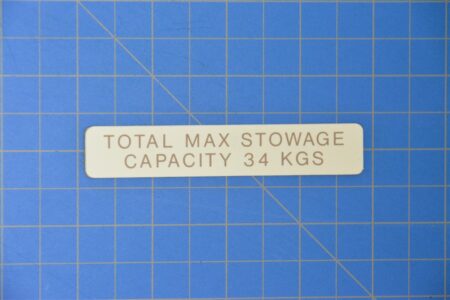 TOTAL MAX STOWAGE
CAPACITY 34 KGS